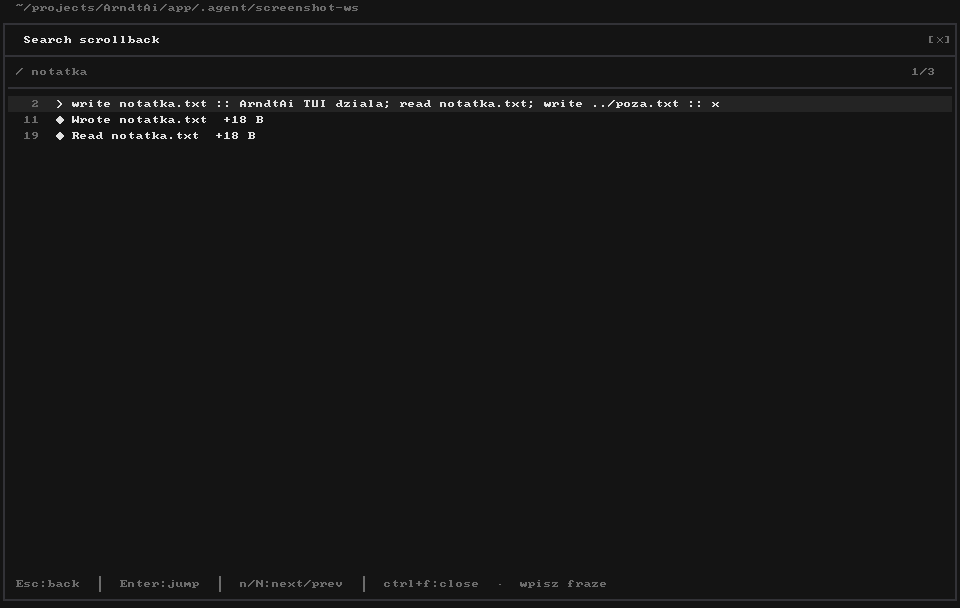 ~/projects/ArndtAi/app/.agent/screenshot-ws
Search scrollback [×]
/ notatka 1/3
2 ❯ write notatka.txt :: ArndtAi TUI dziala; read notatka.txt; write ../poza.txt :: x
11 ◆ Wrote notatka.txt +18 B
19 ◆ Read notatka.txt +18 B
Esc:back │ Enter:jump │ n/N:next/prev │ ctrl+f:close · wpisz fraze